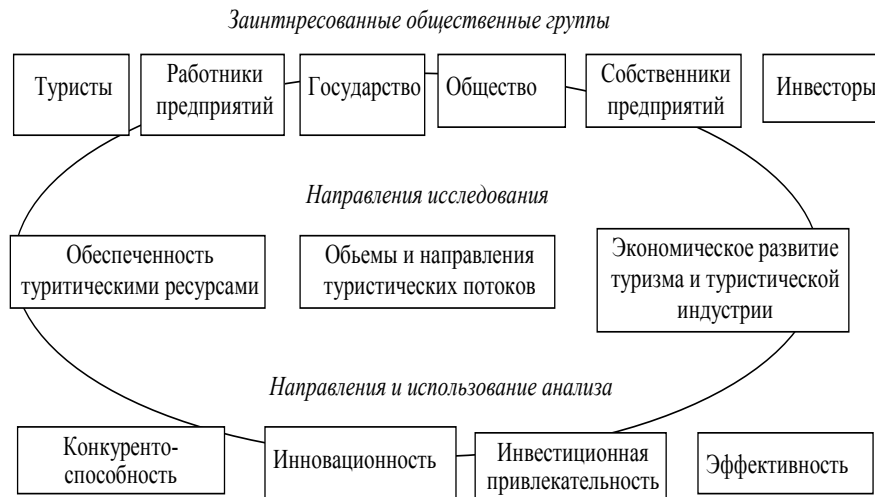 Заинтнресованные общественные группы
Туристы
Работники
предприятий
Государство
Общество
Собственники
предприятий
Инвесторы
Направления исследования
Обеспеченность
туритическими ресурсами
Обьемы и направления
туристических потоков
Экономическое развитие
туризма и туристической
индустрии
Направления и использование анализа
Конкуренто-
способность
Инновационность
Инвестиционная
привлекательность
Эффективность